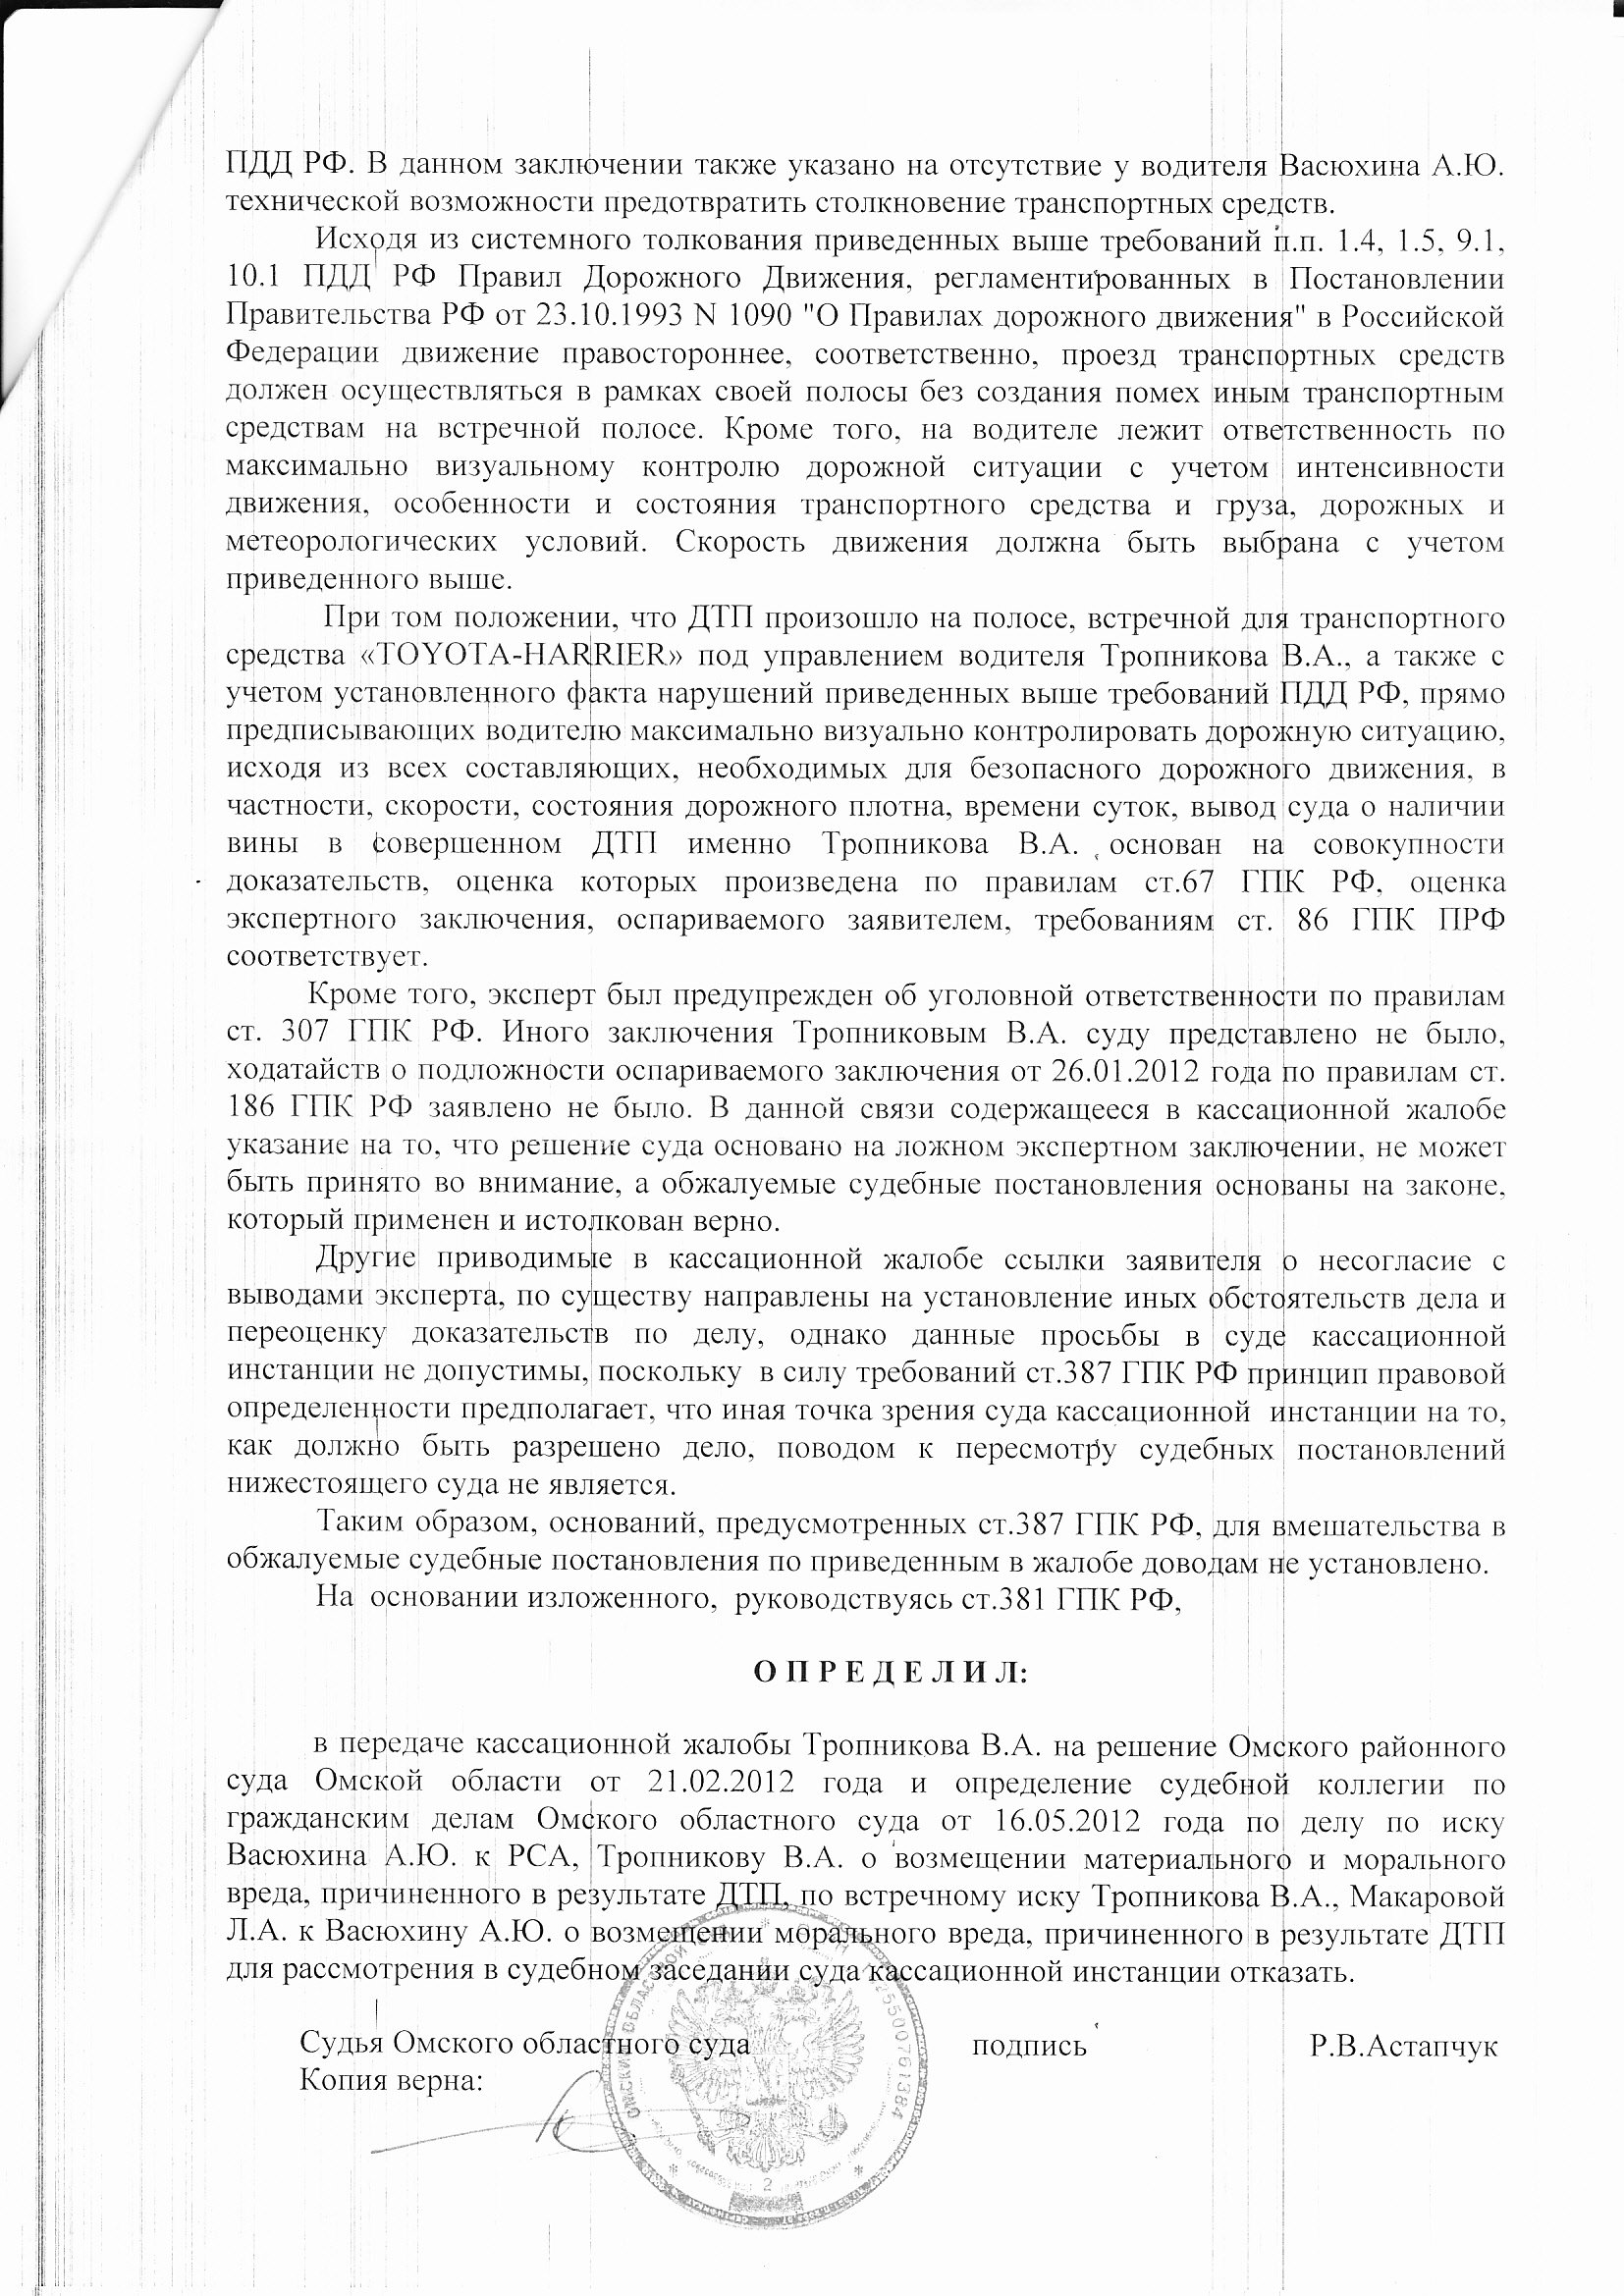 ПДД РФ. В данном заключении также указано на отсутствие у водителя Васюхина А.Ю.
технической возможности предотвратить столкновение транспортных средств.
Исходя из системного толкования приведенных выше требований п.п. 1.4, 1.5, 9.1,
10.1 ПДД РФ Правил Дорожного Движения, регламентированных в Постановлении
Правительства РФ от 23.10.1993 N 1090 "О Правилах дорожного движения" в Российской
Федерации движение правостороннее, соответственно, проезд транспортных средств
должен осуществляться в рамках своей полосы без создания помех иным транспортным
средствам на встречной полосе. Кроме того, на водителе лежит ответственность по
максимально визуальному контролю дорожной ситуации с учетом интенсивности
движения, особенности и состояния транспортного средства и груза, дорожных и
метеорологических условий. Скорость движения должна быть выбрана с учетом
приведенного выше.
При том положении, что ДТП произошло на полосе, встречной для транспортного
средства «TOYOTA-HARRIER» под управлением водителя Тропникова В.А., а также с
учетом установленного факта нарушений приведенных выше требований ПДД РФ, прямо
предписывающих водителю максимально визуально контролировать дорожную ситуацию,
исходя из всех составляющих, необходимых для безопасного дорожного движения, в
частности, скорости, состояния дорожного плотна, времени суток, вывод суда о наличии
вины в совершенном ДТП именно Тропникова В.А. основан на совокупности
доказательств, оценка которых произведена по правилам ст.67 ГПК РФ, оценка
экспертного заключения, оспариваемого заявителем, требованиям ст. 86 ГПК ПРФ
соответствует.
Кроме того, эксперт был предупрежден об уголовной ответственности по правилам
ст. 307 ГПК РФ. Иного заключения Тропниковым В.А. суду представлено не было,
ходатайств о подложности оспариваемого заключения от 26.01.2012 года по правилам ст.
186 ГПК РФ заявлено не было. В данной связи содержащееся в кассационной жалобе
указание на то, что решение суда основано на ложном экспертном заключении, не может
быть принято во внимание, а обжалуемые судебные постановления основаны на законе,
который применен и истолкован верно.
Другие приводимые в кассационной жалобе ссылки заявителя о несогласие с
выводами эксперта, по существу направлены на установление иных обстоятельств дела и
переоценку доказательств по делу, однако данные просьбы в суде кассационной
инстанции не допустимы, поскольку в силу требований ст.387 ГПК РФ принцип правовой
определенности предполагает, что иная точка зрения суда кассационной инстанции на то,
как должно быть разрешено дело, поводом к пересмотру судебных постановлений
нижестоящего суда не является.
Таким образом, оснований, предусмотренных ст.387 ГПК РФ, для вмешательства в
обжалуемые судебные постановления по приведенным в жалобе доводам не установлено.
На основании изложенного, руководствуясь ст.381 ГПК РФ,
О П Р Е Д Е Л И Л:
в передаче кассационной жалобы Тропникова В.А. на решение Омского районного
суда Омской области от 21.02.2012 года и определение судебной коллегии по
гражданским делам Омского областного суда от 16.05.2012 года по делу по иску
Васюхина А.Ю. к РСА, Тропникову В.А. о возмещении материального и морального
вреда, причиненного в результате ДТП, по встречному иску Тропникова В.А., Макаровой
Л.А. к Васюхину А.Ю. о возмещении морального вреда, причиненного в результате ДТП
для рассмотрения в судебном заседании суда кассационной инстанции отказать.
Судья Омского областного суда подпись Р.В.Астапчук
Копия верна:
ОМСКИЙ ОБЛАСТНОЙ
2